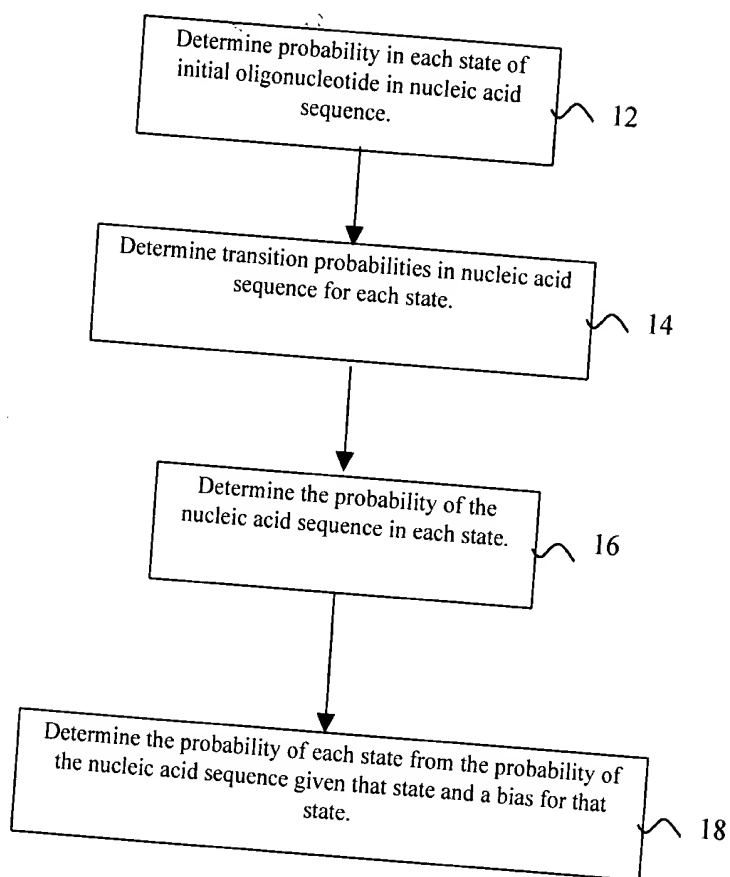 Determine probability in each state of
initial oligonucleotide in nucleic acid
sequence.
12
Determine transition probabilities in nucleic acid
sequence for each state.
14
Determine the probability of the
nucleic acid sequence in each state.
16
Determine the probability of each state from the probability of
the nucleic acid sequence given that state and a bias for that
state.
18